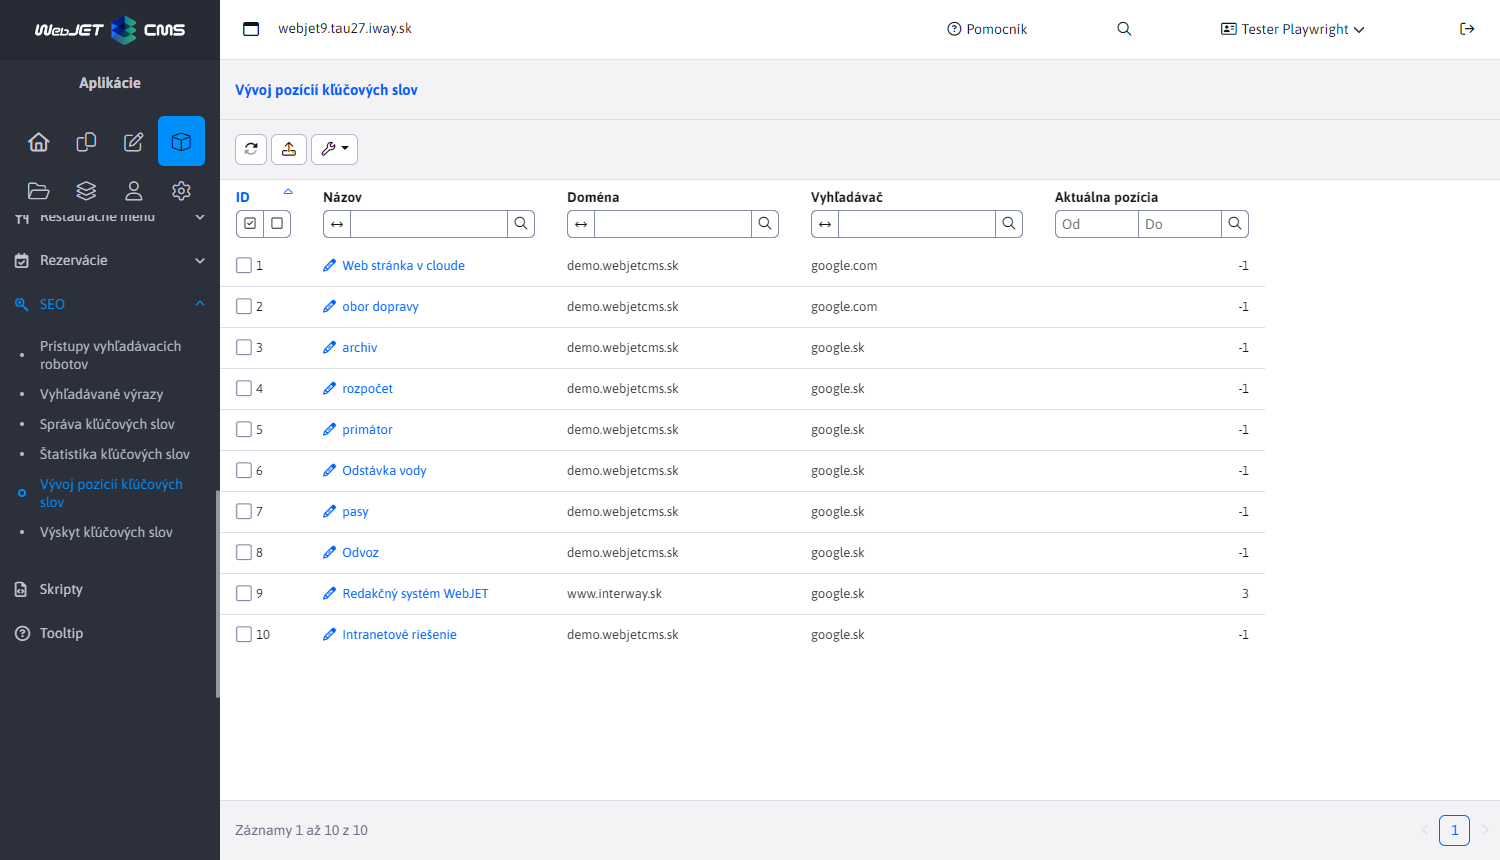 WebJET CMS
webjet9.tau27.iway.sk
Pomocník
Tester Playwright
Aplikácie
Reštauračné menu
Rezervácie
SEO
Prístupy vyhľadávacích
robotov
Vyhľadávané výrazy
Správa kľúčových slov
Štatistika kľúčových slov
Vývoj pozícií kľúčových
slov
Výskyt kľúčových slov
Skripty
Tooltip
Vývoj pozícií kľúčových slov
ID Názov Doména Vyhľadávač Aktuálna pozícia
Od Do
1 Web stránka v cloude demo.webjetcms.sk google.com -1
2 obor dopravy demo.webjetcms.sk google.com -1
3 archiv demo.webjetcms.sk google.sk -1
4 rozpočet demo.webjetcms.sk google.sk -1
5 primátor demo.webjetcms.sk google.sk -1
6 Odstávka vody demo.webjetcms.sk google.sk -1
7 pasy demo.webjetcms.sk google.sk -1
8 Odvoz demo.webjetcms.sk google.sk -1
9 Redakčný systém WebJET www.interway.sk google.sk 3
10 Intranetové riešenie demo.webjetcms.sk google.sk -1
Záznamy 1 až 10 z 10
1